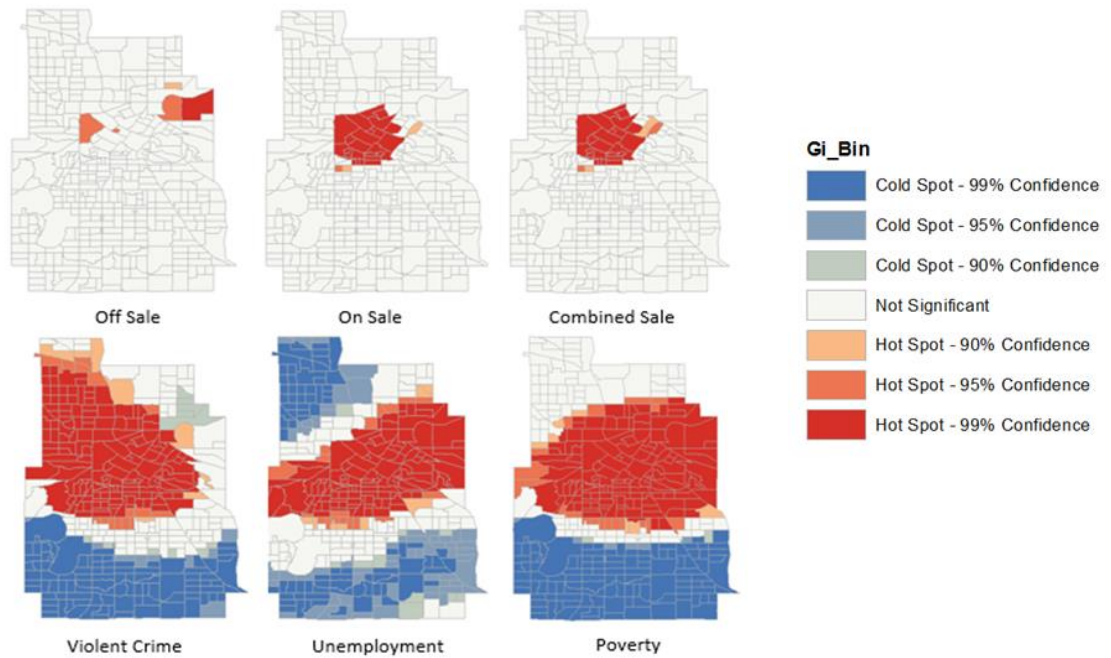 Off Sale
On Sale
Combined Sale
Gi_Bin
Cold Spot - 99% Confidence
Cold Spot - 95% Confidence
Cold Spot - 90% Confidence
Not Significant
Hot Spot - 90% Confidence
Hot Spot - 95% Confidence
Hot Spot - 99% Confidence
Violent Crime
Unemployment
Poverty